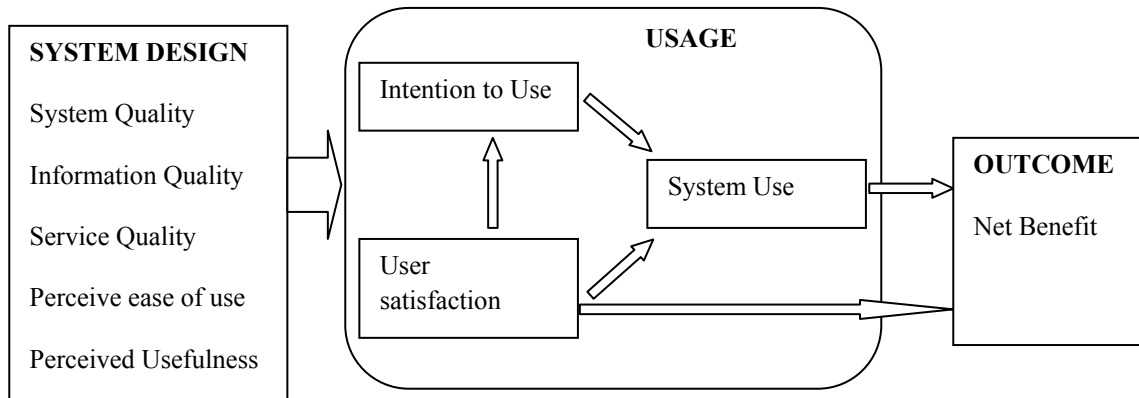 SYSTEM DESIGN
System Quality
Information Quality
Service Quality
Perceive ease of use
Perceived Usefulness
USAGE
Intention to Use
System Use
User
satisfaction
OUTCOME
Net Benefit